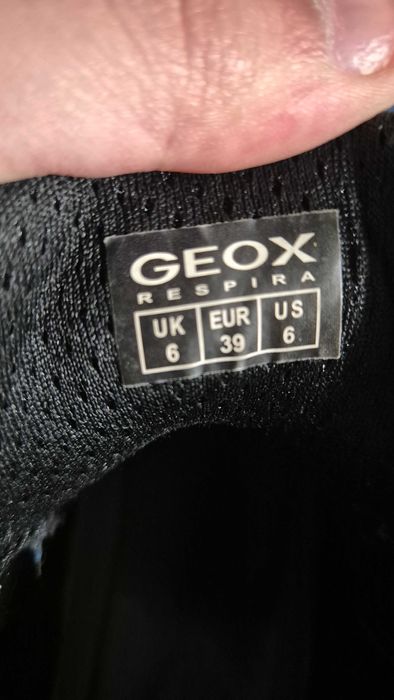 GEOX
RESPIRA
UK EUR US
6 39 6